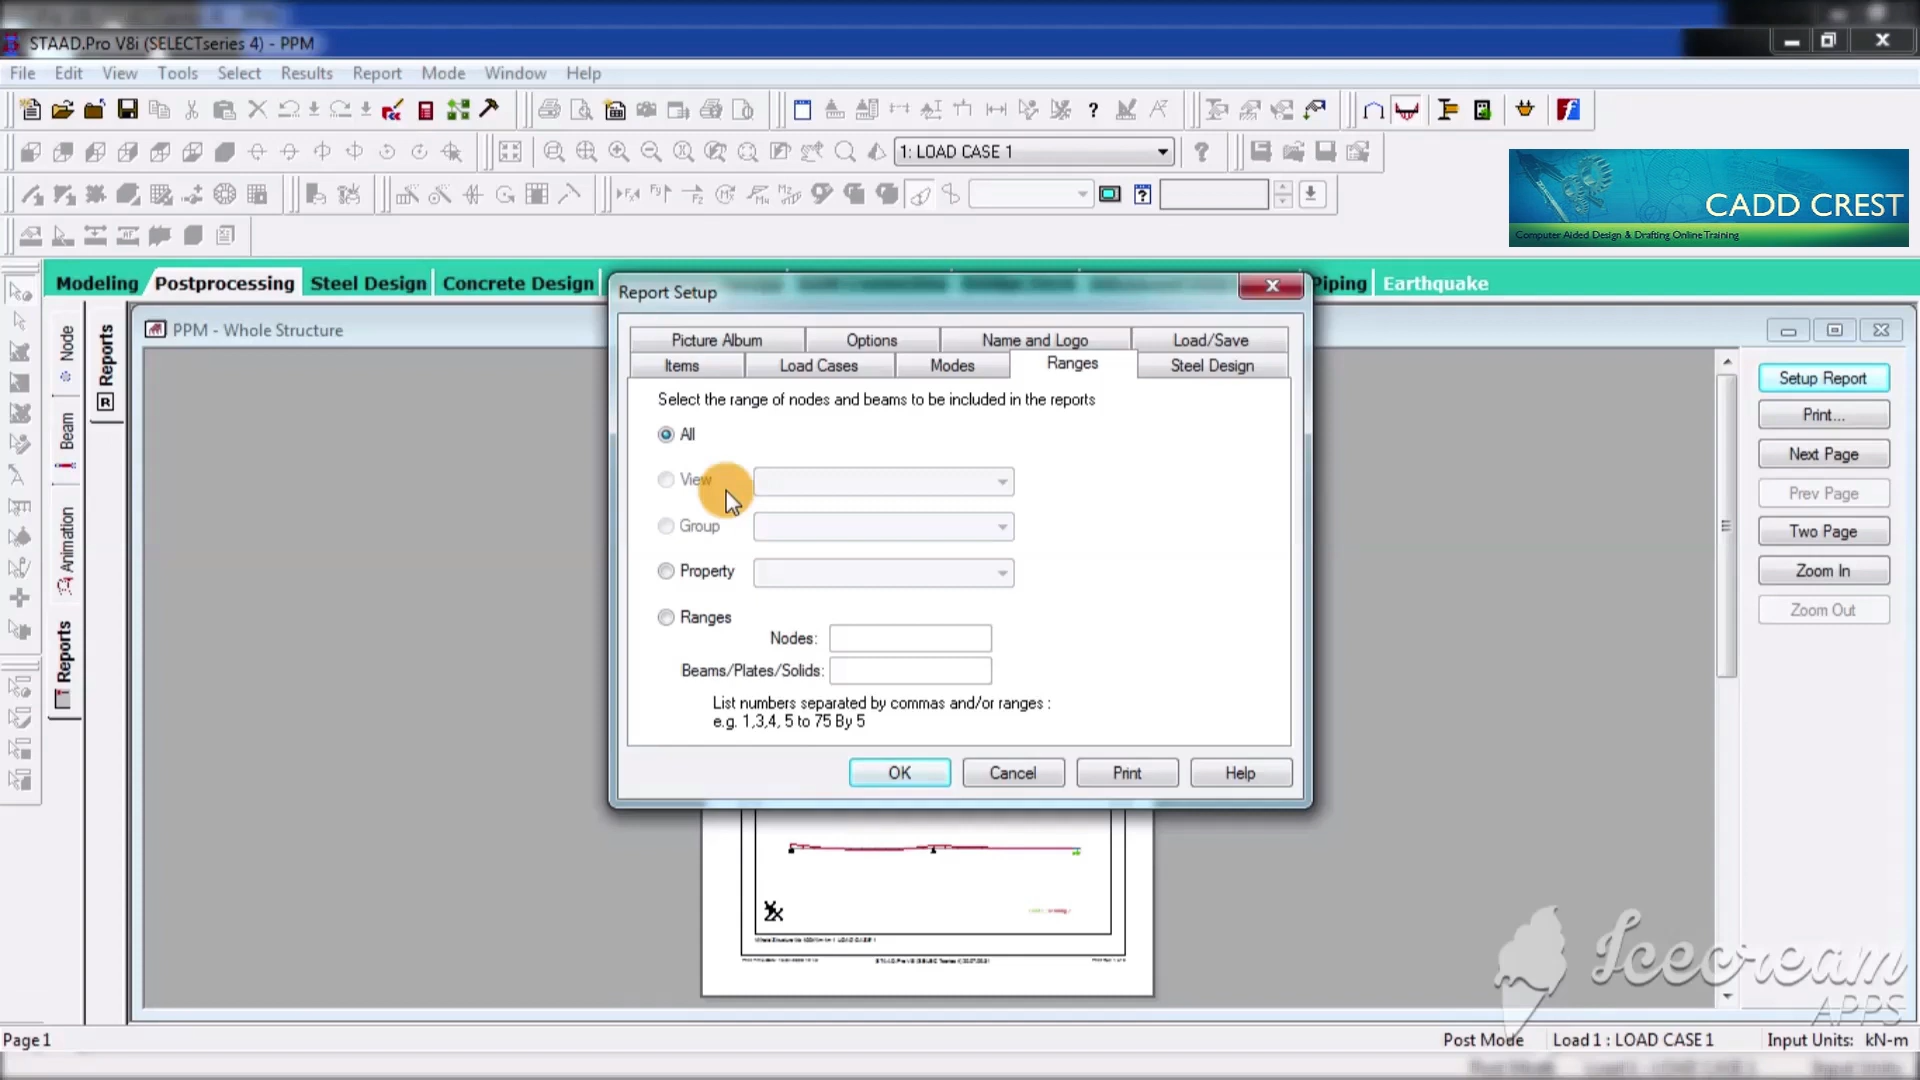 STAAD.Pro V8i (SELECTseries 4) - PPM
File Edit View Tools Select Results Report Mode Window Help
1: LOAD CASE 1
CADD CREST
Computer Aided Design & Drafting Online Training
Modeling Postprocessing Steel Design Concrete Design Piping Earthquake
Report Setup
PPM - Whole Structure
Node
Beam
Animation
Reports
Reports
Picture Album Options Name and Logo Load/Save
Items Load Cases Modes Ranges Steel Design
Select the range of nodes and beams to be included in the reports
All
View
Group
Property
Ranges
Nodes:
Beams/Plates/Solids:
List numbers separated by commas and/or ranges :
e.g. 1,3,4, 5 to 75 By 5
OK Cancel Print Help
Setup Report
Print...
Next Page
Prev Page
Two Page
Zoom In
Zoom Out
Icecream
APPS
Page 1
Post Mode Load 1 : LOAD CASE 1 Input Units: kN-m